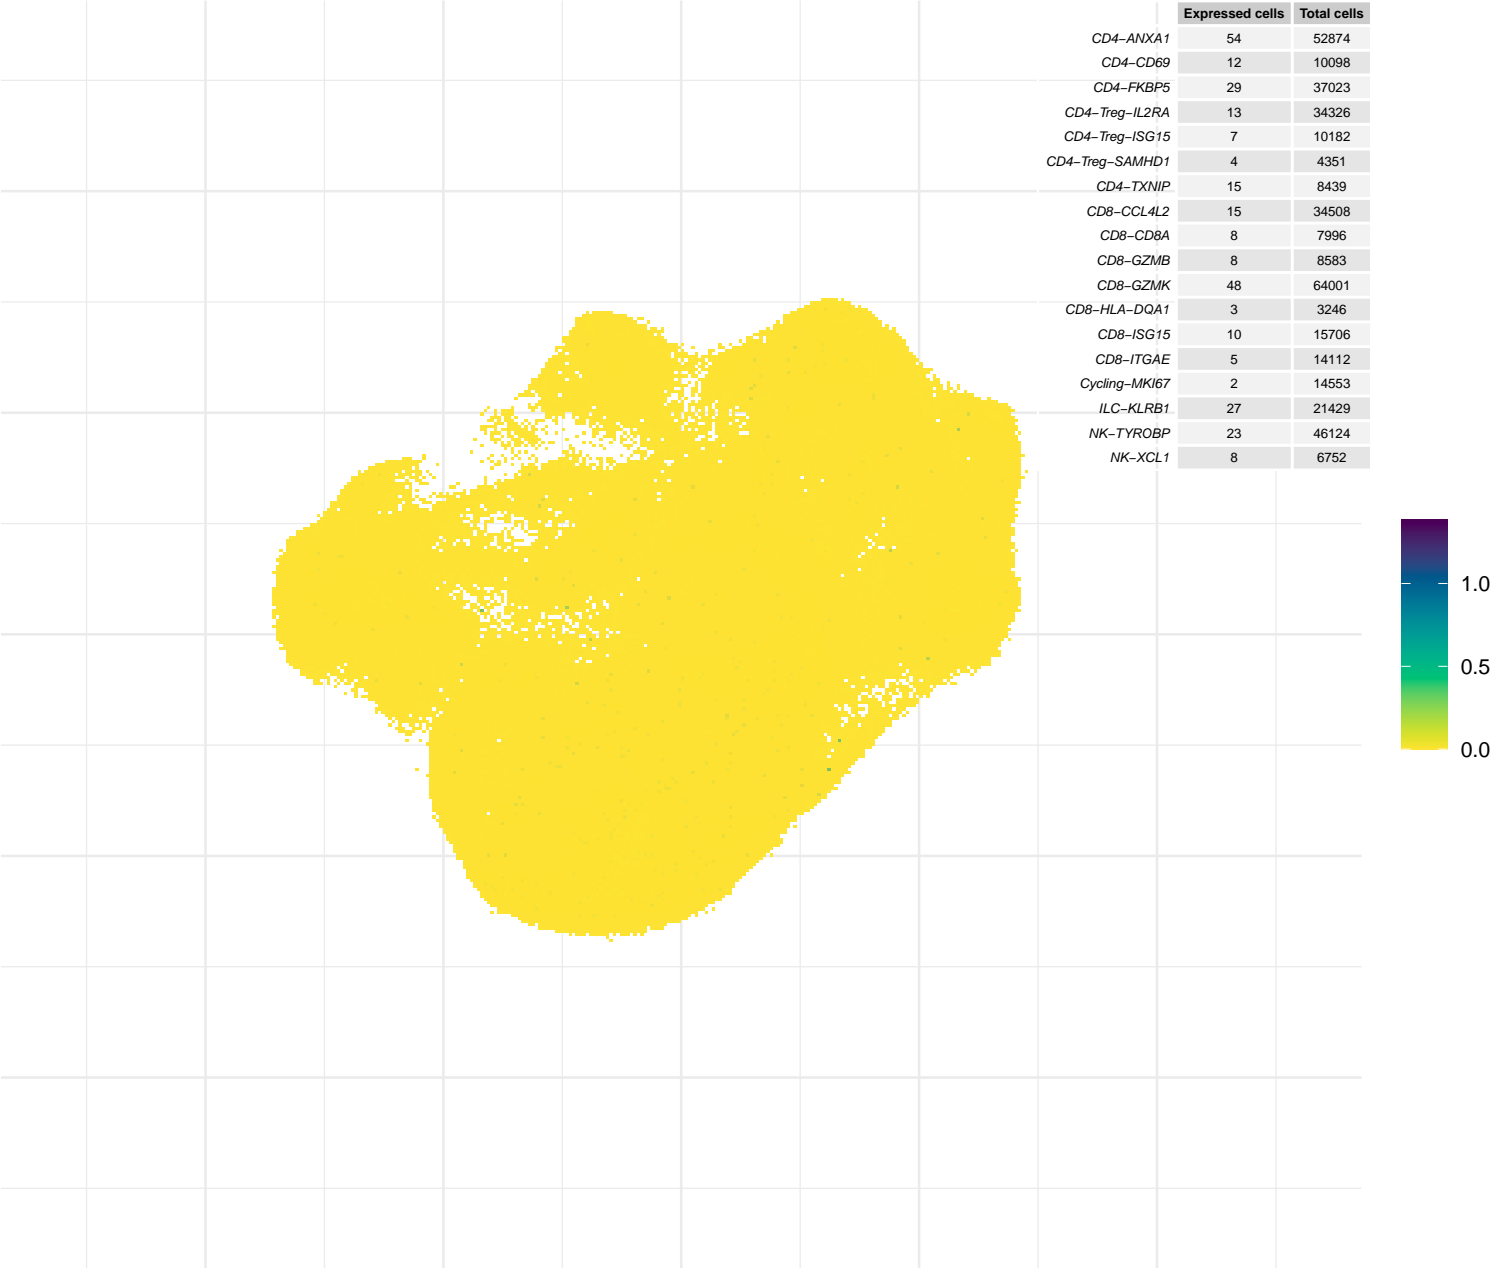 Expressed cells Total cells
CD4−ANXA1 54 52874
CD4−CD69 12 10098
CD4−FKBP5 29 37023
CD4−Treg−IL2RA 13 34326
CD4−Treg−ISG15 7 10182
CD4−Treg−SAMHD1 4 4351
CD4−TXNIP 15 8439
CD8−CCL4L2 15 34508
CD8−CD8A 8 7996
CD8−GZMB 8 8583
CD8−GZMK 48 64001
CD8−HLA−DQA1 3 3246
CD8−ISG15 10 15706
CD8−ITGAE 5 14112
Cycling−MKI67 2 14553
ILC−KLRB1 27 21429
NK−TYROBP 23 46124
NK−XCL1 8 6752
1.0
0.5
0.0